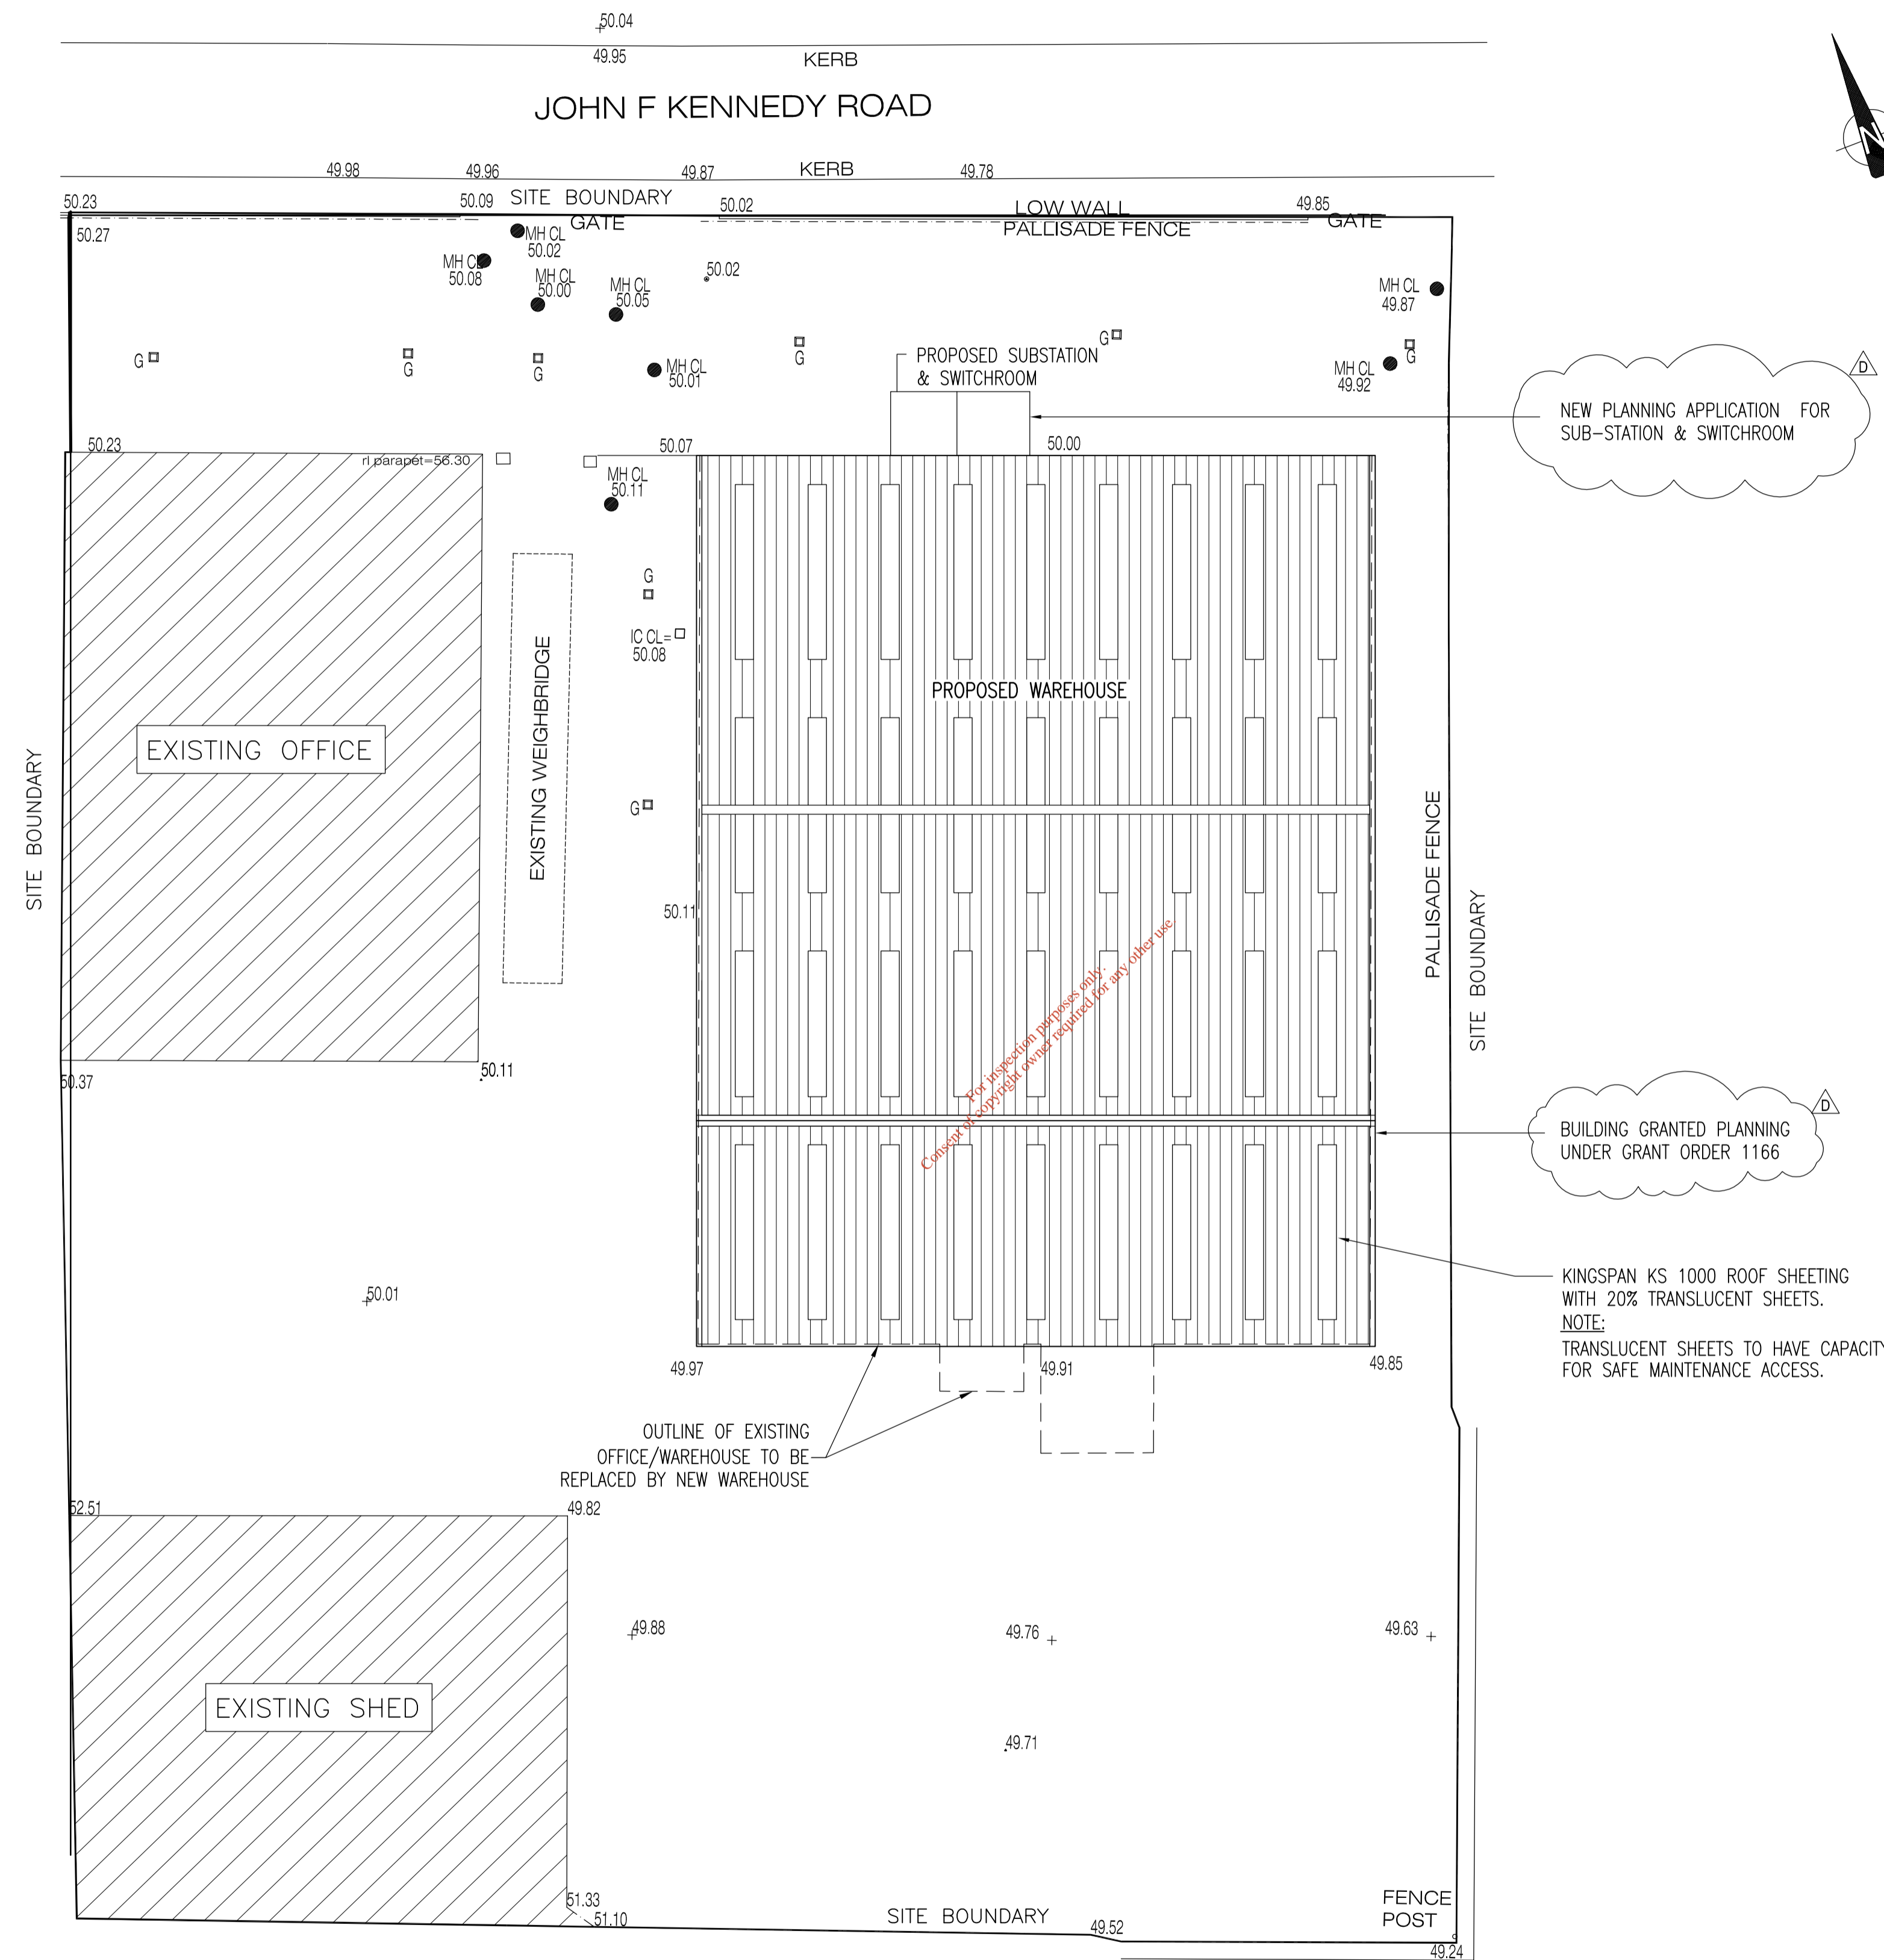 50.04
49.95
KERB
JOHN F KENNEDY ROAD
N
49.98
49.96
49.87
KERB
49.78
50.23
50.09
SITE BOUNDARY
50.02
LOW WALL
49.85
50.27
GATE
PALLISADE FENCE
GATE
MH CL
50.02
MH CL
50.08
MH CL
50.00
MH CL
50.05
50.02
MH CL
49.87
G
G
G
G
G
G
MH CL
50.01
MH CL
49.92
PROPOSED SUBSTATION
& SWITCHROOM
D
NEW PLANNING APPLICATION FOR
SUB-STATION & SWITCHROOM
50.23
rl parapet=56.30
50.07
50.00
MH CL
50.11
G
IC CL=
50.08
EXISTING WEIGHBRIDGE
PROPOSED WAREHOUSE
EXISTING OFFICE
SITE BOUNDARY
G
50.11
PALLISADE FENCE
SITE BOUNDARY
For inspection purposes only.
Consent of copyright owner required for any other use.
50.37
50.11
D
BUILDING GRANTED PLANNING
UNDER GRANT ORDER 1166
50.01
KINGSPAN KS 1000 ROOF SHEETING
WITH 20% TRANSLUCENT SHEETS.
NOTE:
TRANSLUCENT SHEETS TO HAVE CAPACITY
FOR SAFE MAINTENANCE ACCESS.
49.97
49.91
49.85
OUTLINE OF EXISTING
OFFICE/WAREHOUSE TO BE
REPLACED BY NEW WAREHOUSE
52.51
49.82
49.88
49.76
49.63
EXISTING SHED
49.71
51.33
51.10
SITE BOUNDARY
49.52
FENCE
POST
49.24